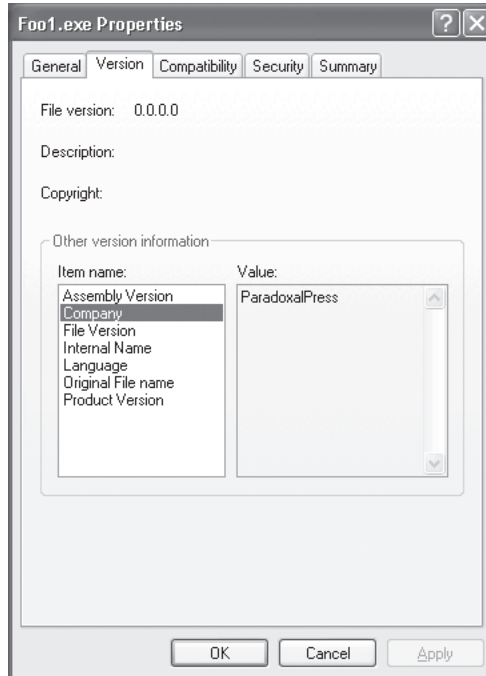 Foo1.exe Properties
General Version Compatibility Security Summary
File version: 0.0.0.0
Description:
Copyright:
Other version information
Item name: Value:
Assembly Version ParadoxalPress
Company
File Version
Internal Name
Language
Original File name
Product Version
OK Cancel Apply